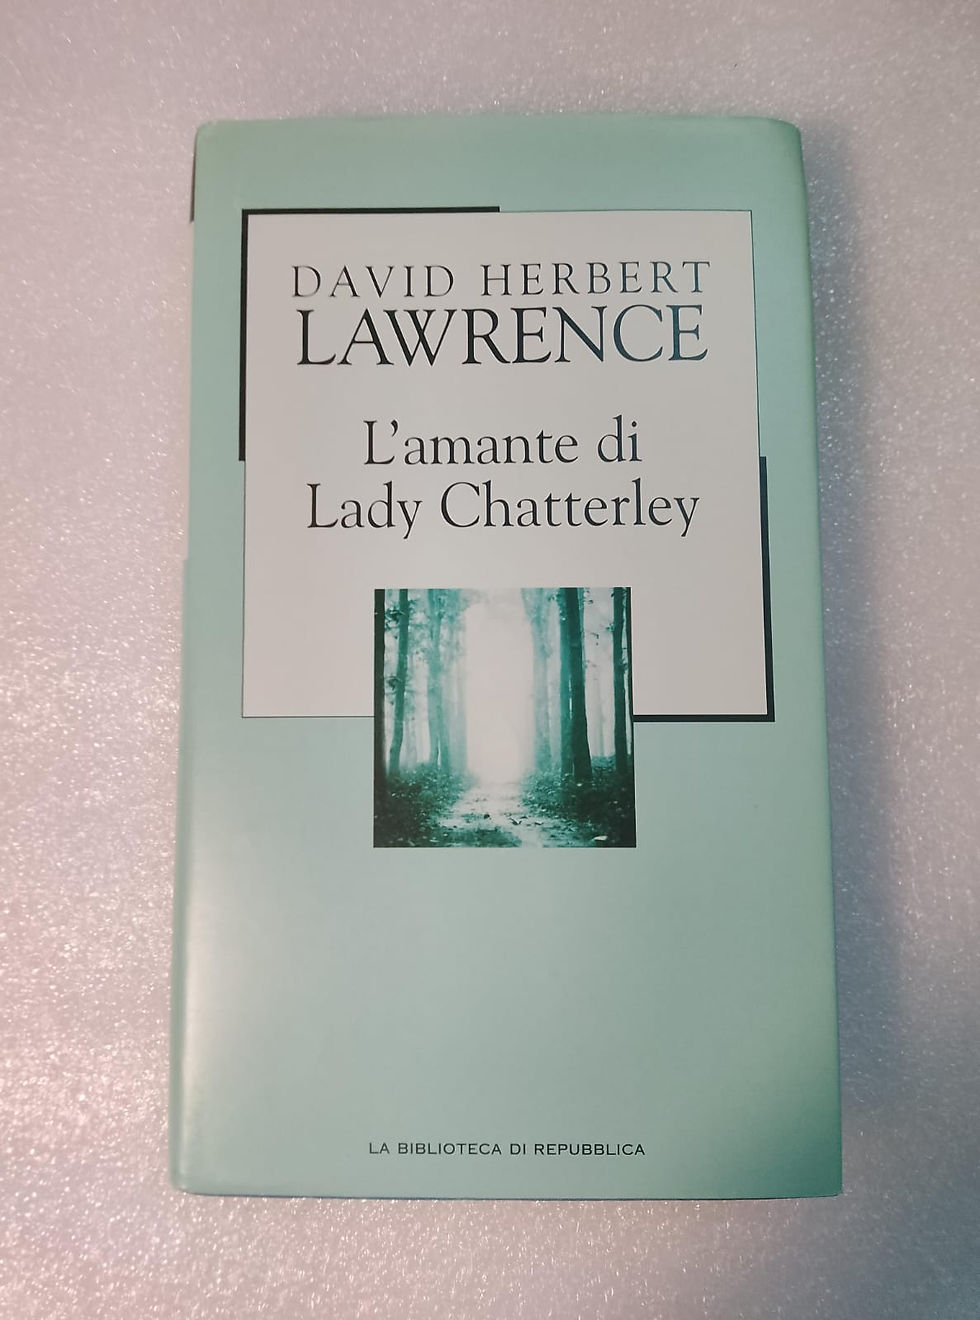 DAVID HERBERT
LAWRENCE
L’amante di
Lady Chatterley
LA BIBLIOTECA DI REPUBBLICA